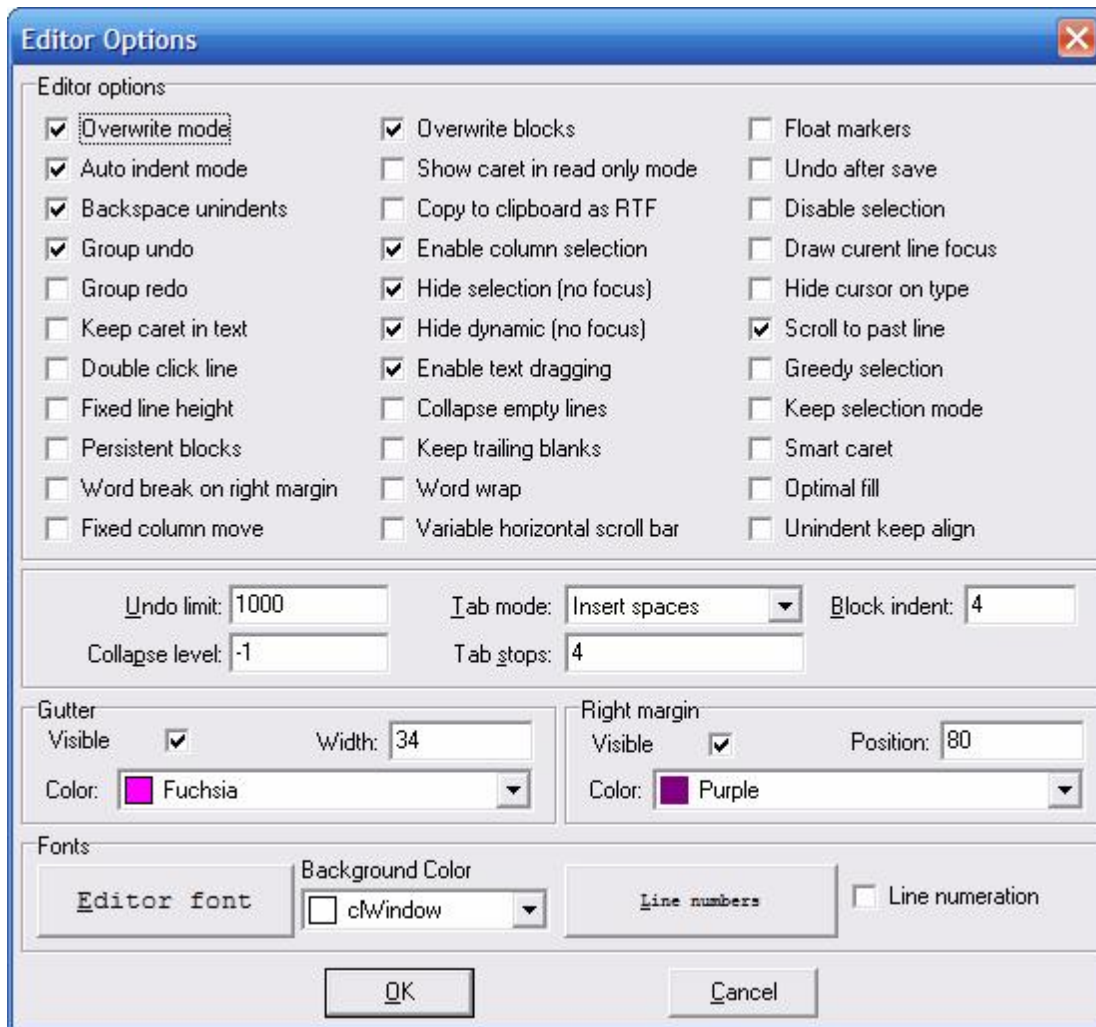 Editor Options
Editor options
Overwrite mode Overwrite blocks Float markers
Auto indent mode Show caret in read only mode Undo after save
Backspace unindents Copy to clipboard as RTF Disable selection
Group undo Enable column selection Draw curent line focus
Group redo Hide selection (no focus) Hide cursor on type
Keep caret in text Hide dynamic (no focus) Scroll to past line
Double click line Enable text dragging Greedy selection
Fixed line height Collapse empty lines Keep selection mode
Persistent blocks Keep trailing blanks Smart caret
Word break on right margin Word wrap Optimal fill
Fixed column move Variable horizontal scroll bar Unindent keep align
Undo limit: 1000 Tab mode: Insert spaces Block indent: 4
Collapse level: -1 Tab stops: 4
Gutter Right margin
Visible Width: 34 Visible Position: 80
Color: Fuchsia Color: Purple
Fonts
Background Color
Editor font clWindow Line numbers Line numeration
OK Cancel